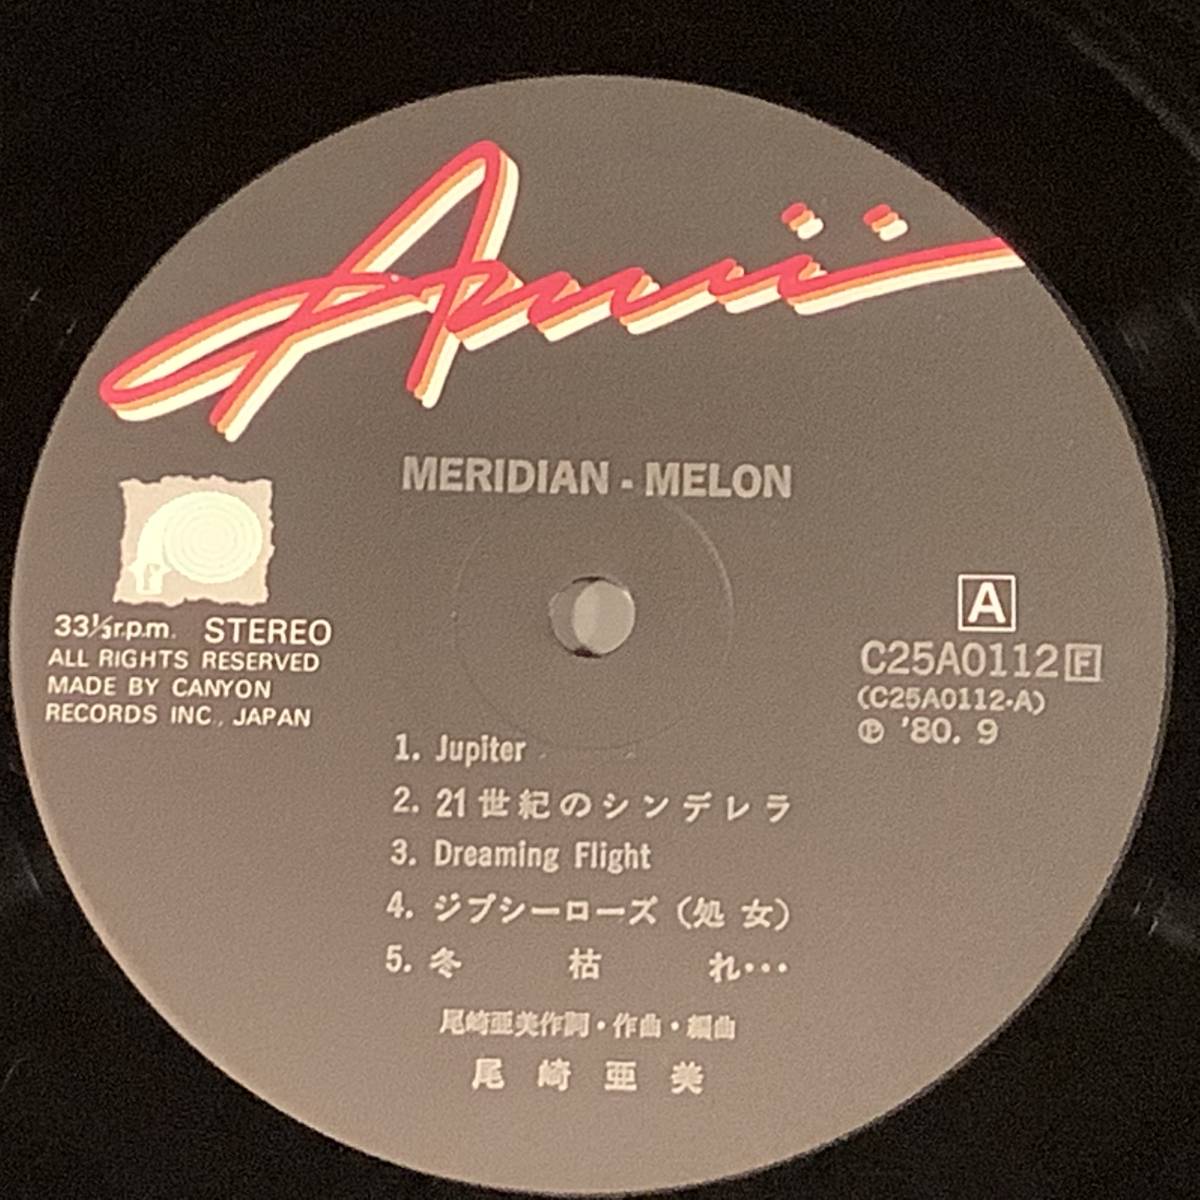 Amii
MERIDIAN - MELON
33⅓r.p.m. STEREO
ALL RIGHTS RESERVED
MADE BY CANYON
RECORDS INC., JAPAN
A
C25A0112 F
(C25A0112-A)
Ⓟ '80. 9
1. Jupiter
2. 21世紀のシンデレラ
3. Dreaming Flight
4. ジプシーローズ（処 女）
5. 冬 枯 れ…
尾崎亜美作詞・作曲・編曲
尾 崎 亜 美